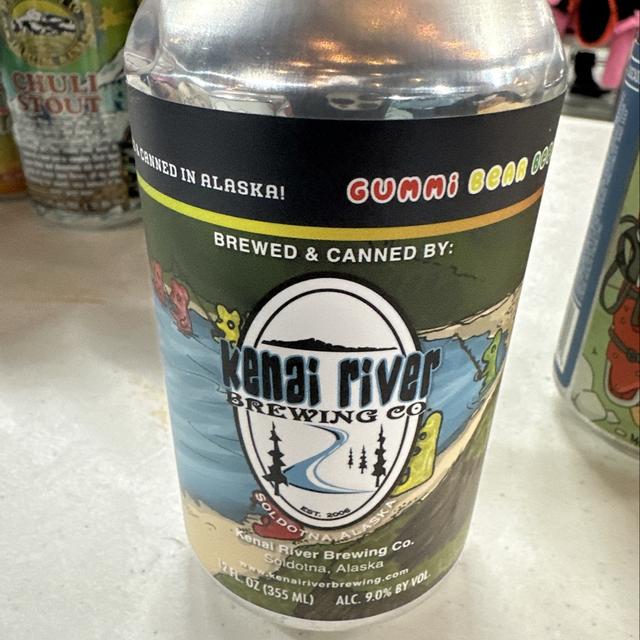 CHULI
STOUT
& CANNED IN ALASKA!
GUMMi BEAR
BREWED & CANNED BY:
Kenai river
BREWING CO.
EST. 2006
SOLDOTNA, ALASKA
Kenai River Brewing Co.
Soldotna, Alaska
www.kenairiverbrewing.com
12 FL. OZ (355 ML) ALC. 9.0% BY VOL.